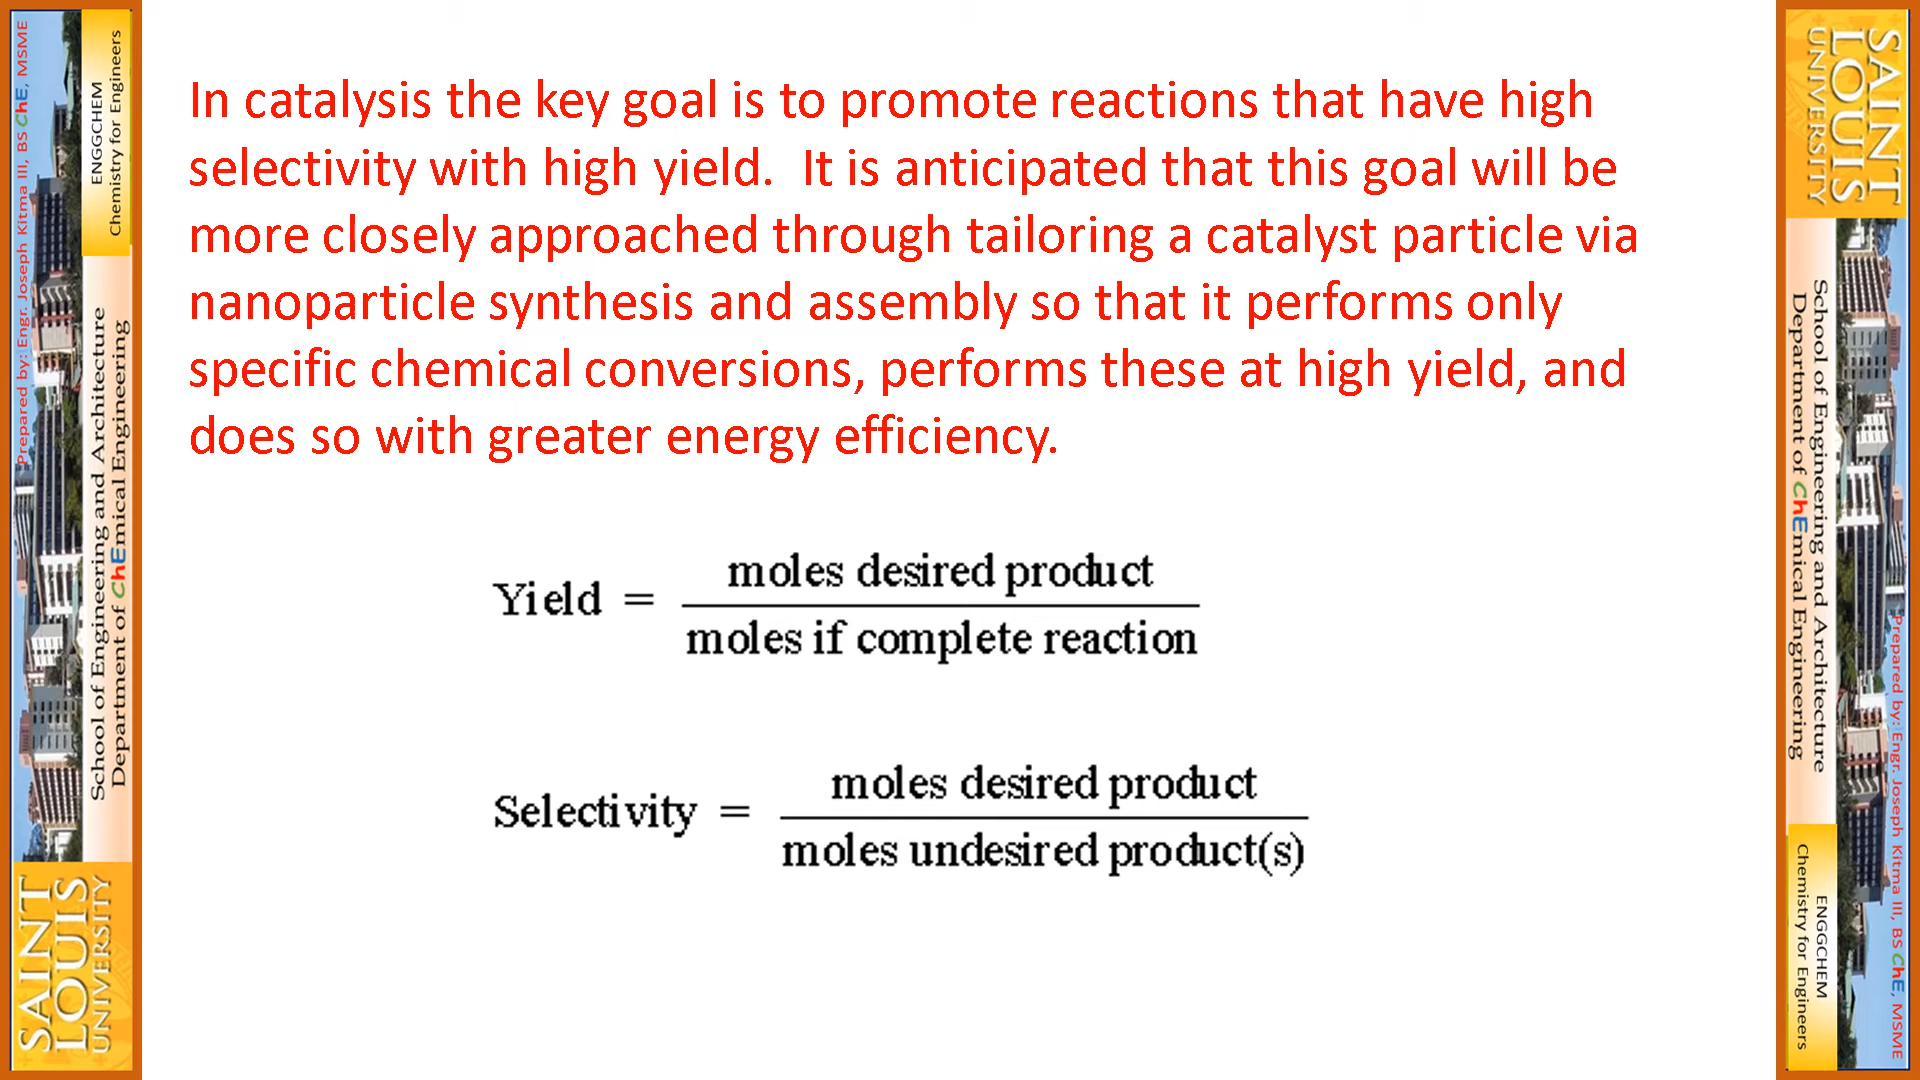 In catalysis the key goal is to promote reactions that have high
selectivity with high yield.  It is anticipated that this goal will be
more closely approached through tailoring a catalyst particle via
nanoparticle synthesis and assembly so that it performs only
specific chemical conversions, performs these at high yield, and
does so with greater energy efficiency.
Yield = moles desired product
moles if complete reaction
Selectivity = moles desired product
moles undesired product(s)
Prepared by: Engr. Joseph Kitma III, BS ChE, MSME
ENGGCHEM
Chemistry for Engineers
School of Engineering and Architecture
Department of ChEmical Engineering
SAINT
LOUIS
UNIVERSITY
SAINT
LOUIS
UNIVERSITY
School of Engineering and Architecture
Department of ChEmical Engineering
Prepared by: Engr. Joseph Kitma III, BS ChE, MSME
ENGGCHEM
Chemistry for Engineers